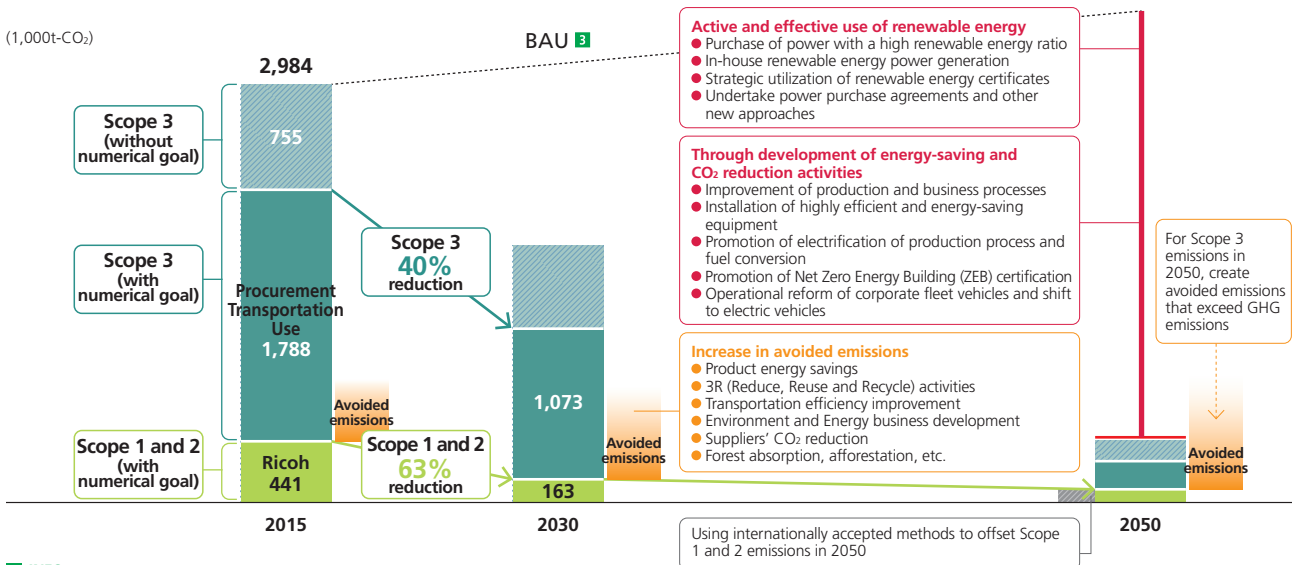 (1,000t-CO₂)
2,984
BAU 3
Scope 3
(without
numerical goal)
755
Scope 3
(with
numerical goal)
Procurement
Transportation
Use
1,788
Scope 1 and 2
(with
numerical goal)
Ricoh
441
Avoided
emissions
Scope 3
40%
reduction
Scope 1 and 2
63%
reduction
1,073
163
Avoided
emissions
Active and effective use of renewable energy
● Purchase of power with a high renewable energy ratio
● In-house renewable energy power generation
● Strategic utilization of renewable energy certificates
● Undertake power purchase agreements and other
new approaches
Through development of energy-saving and
CO₂ reduction activities
● Improvement of production and business processes
● Installation of highly efficient and energy-saving
equipment
● Promotion of electrification of production process and
fuel conversion
● Promotion of Net Zero Energy Building (ZEB) certification
● Operational reform of corporate fleet vehicles and shift
to electric vehicles
Increase in avoided emissions
● Product energy savings
● 3R (Reduce, Reuse and Recycle) activities
● Transportation efficiency improvement
● Environment and Energy business development
● Suppliers' CO₂ reduction
● Forest absorption, afforestation, etc.
For Scope 3
emissions in
2050, create
avoided emissions
that exceed GHG
emissions
Avoided
emissions
2015
2030
2050
Using internationally accepted methods to offset Scope
1 and 2 emissions in 2050